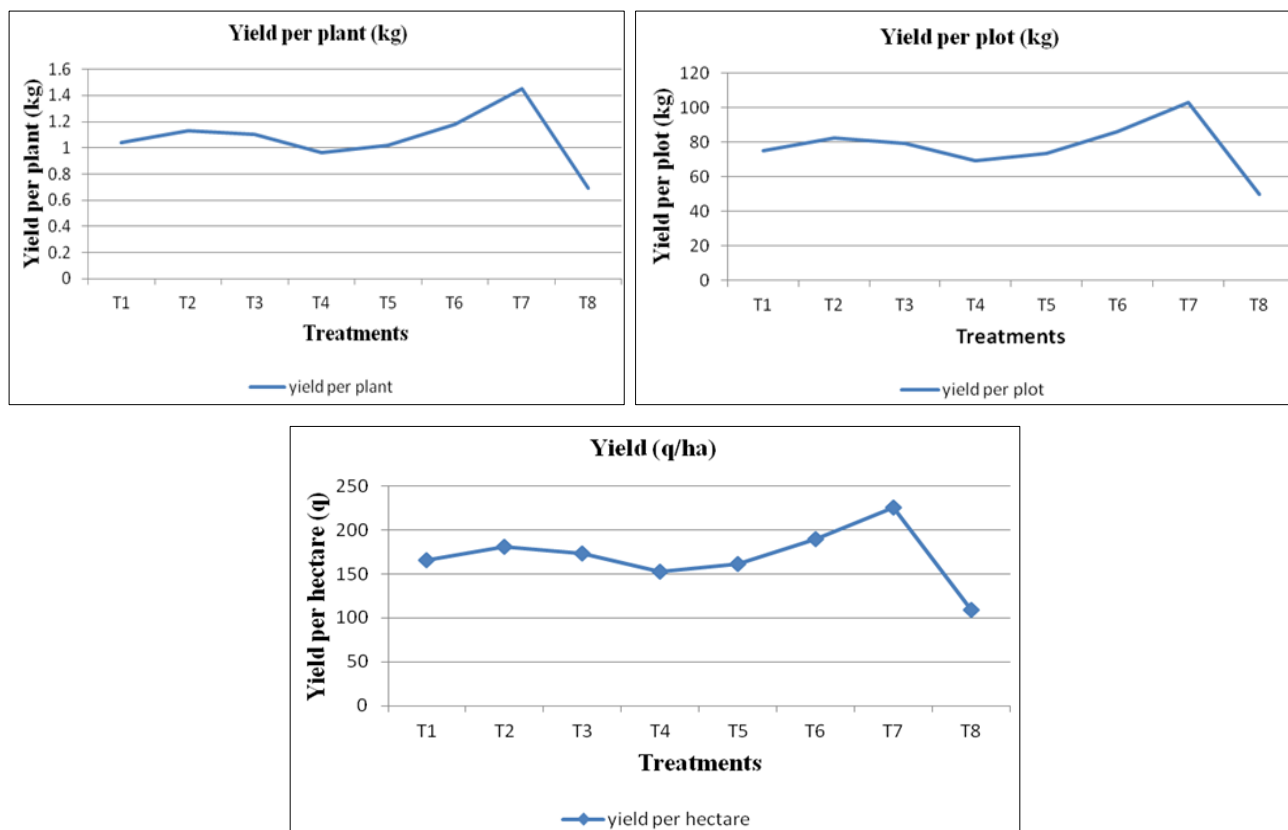 Yield per plant (kg)
Yield per plant (kg)
1.6
1.4
1.2
1
0.8
0.6
0.4
0.2
0
T1 T2 T3 T4 T5 T6 T7 T8
Treatments
yield per plant
Yield per plot (kg)
Yield per plot (kg)
120
100
80
60
40
20
0
T1 T2 T3 T4 T5 T6 T7 T8
Treatments
yield per plot
Yield (q/ha)
Yield per hectare (q)
250
200
150
100
50
0
T1 T2 T3 T4 T5 T6 T7 T8
Treatments
yield per hectare